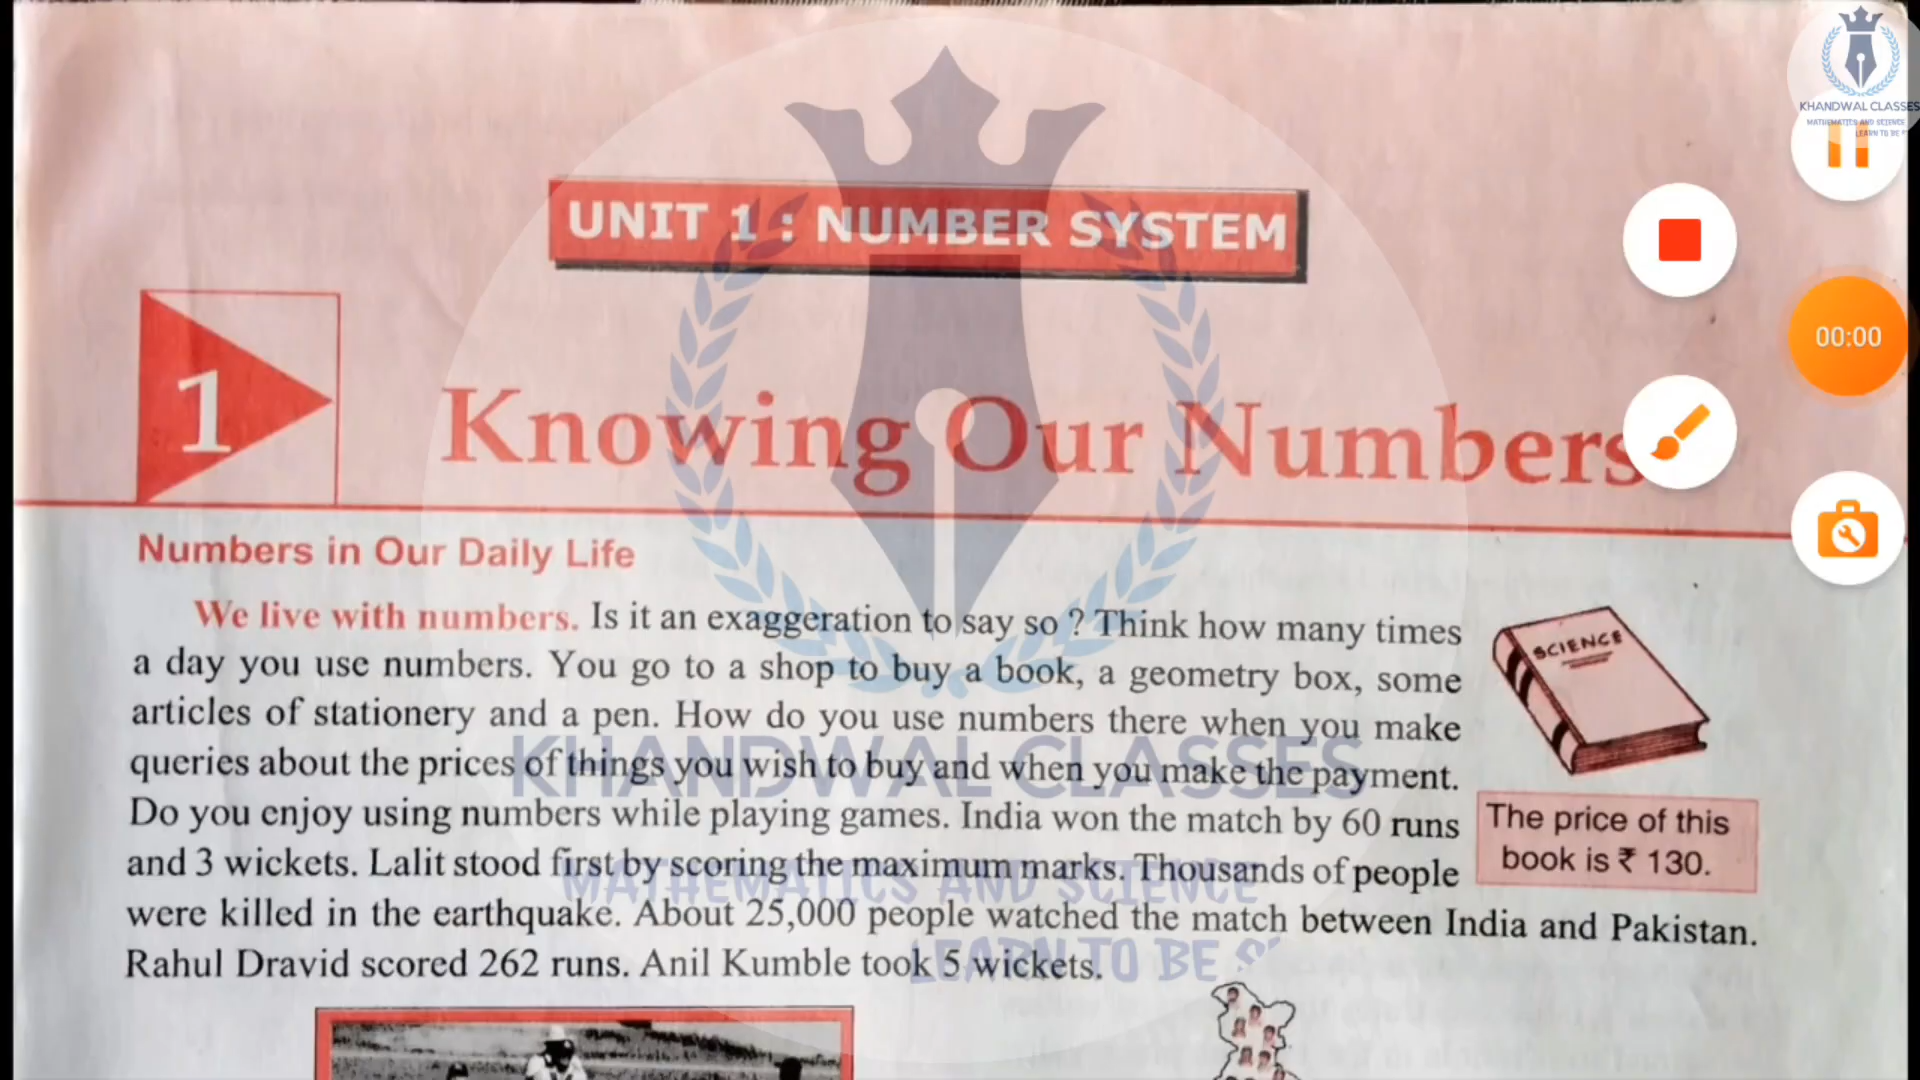 UNIT 1 : NUMBER SYSTEM
1
Knowing Our Numbers
Numbers in Our Daily Life
We live with numbers. Is it an exaggeration to say so ? Think how many times
a day you use numbers. You go to a shop to buy a book, a geometry box, some
articles of stationery and a pen. How do you use numbers there when you make
queries about the prices of things you wish to buy and when you make the payment.
Do you enjoy using numbers while playing games. India won the match by 60 runs
and 3 wickets. Lalit stood first by scoring the maximum marks. Thousands of people
were killed in the earthquake. About 25,000 people watched the match between India and Pakistan.
Rahul Dravid scored 262 runs. Anil Kumble took 5 wickets.
SCIENCE
The price of this
book is ₹ 130.
KHANDWAL CLASSES
MATHEMATICS AND SCIENCE
LEARN TO BE
KHANDWAL CLASSES
MATHEMATICS AND SCIENCE
LEARN TO BE
00:00